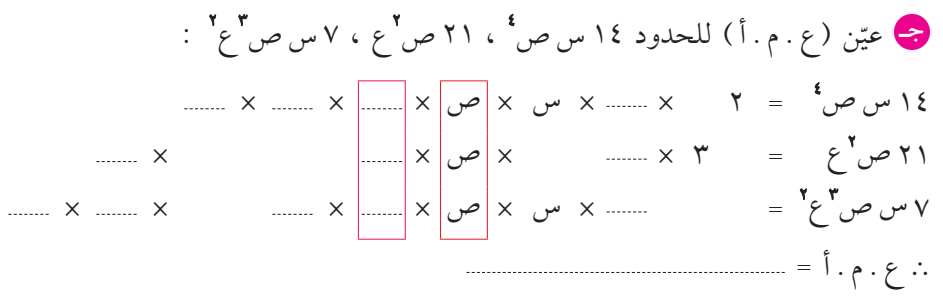 جـ عيّن (ع . م . أ) للحدود ١٤ س ص⁴ ، ٢١ ص²ع ، ٧ س ص³ع² :
١٤ س ص⁴ = ٢ × ........ × س × ص × ........ × ........ × ........
٢١ ص²ع = ٣ × ........ × ص × ........ × ........
٧ س ص³ع² = ........ × س × ص × ........ × ........ × ........ × ........
∴ ع . م . أ = ................................................................